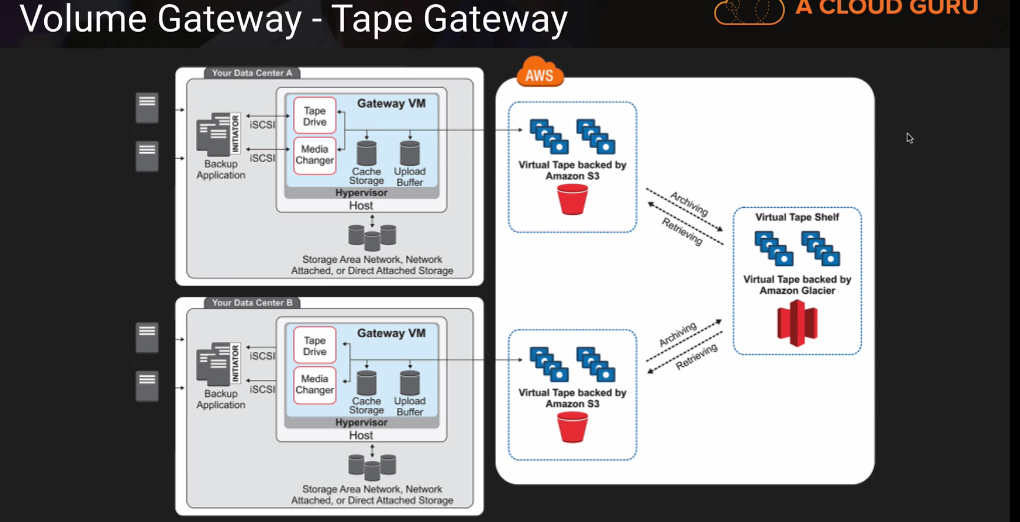 Volume Gateway - Tape Gateway
A CLOUD GURU
Your Data Center A
INITIATOR
Backup
Application
iSCSI
iSCSI
Gateway VM
Tape
Drive
Media
Changer
Cache
Storage
Upload
Buffer
Hypervisor
Host
Storage Area Network, Network
Attached, or Direct Attached Storage
Your Data Center B
INITIATOR
Backup
Application
iSCSI
iSCSI
Gateway VM
Tape
Drive
Media
Changer
Cache
Storage
Upload
Buffer
Hypervisor
Host
Storage Area Network, Network
Attached, or Direct Attached Storage
AWS
Virtual Tape backed by
Amazon S3
Archiving
Retrieving
Virtual Tape Shelf
Virtual Tape backed by
Amazon Glacier
Archiving
Retrieving
Virtual Tape backed by
Amazon S3